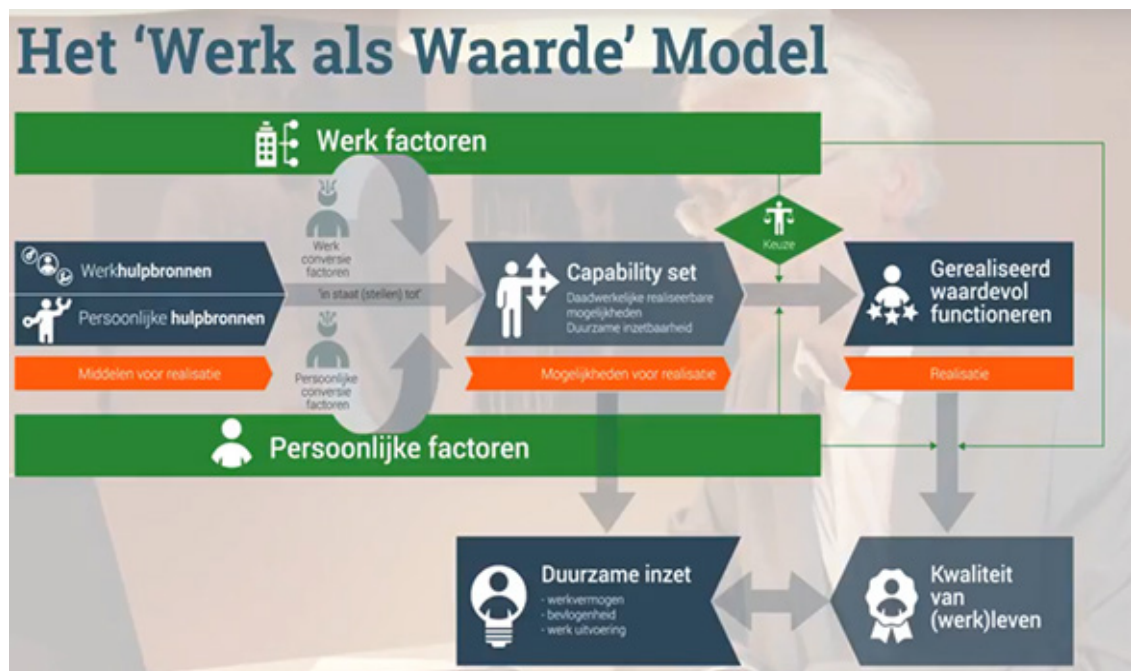 Het ‘Werk als Waarde’ Model
Werk factoren
Werk
conversie
factoren
Keuze
Werkhulpbronnen
Persoonlijke hulpbronnen
'in staat (stellen) tot'
Capability set
Daadwerkelijke realiseerbare
mogelijkheden
Duurzame inzetbaarheid
Gerealiseerd
waardevol
functioneren
Middelen voor realisatie
Persoonlijke
conversie
factoren
Mogelijkheden voor realisatie
Realisatie
Persoonlijke factoren
Duurzame inzet
- werkvermogen
- bevlogenheid
- werk uitvoering
Kwaliteit
van
(werk)leven